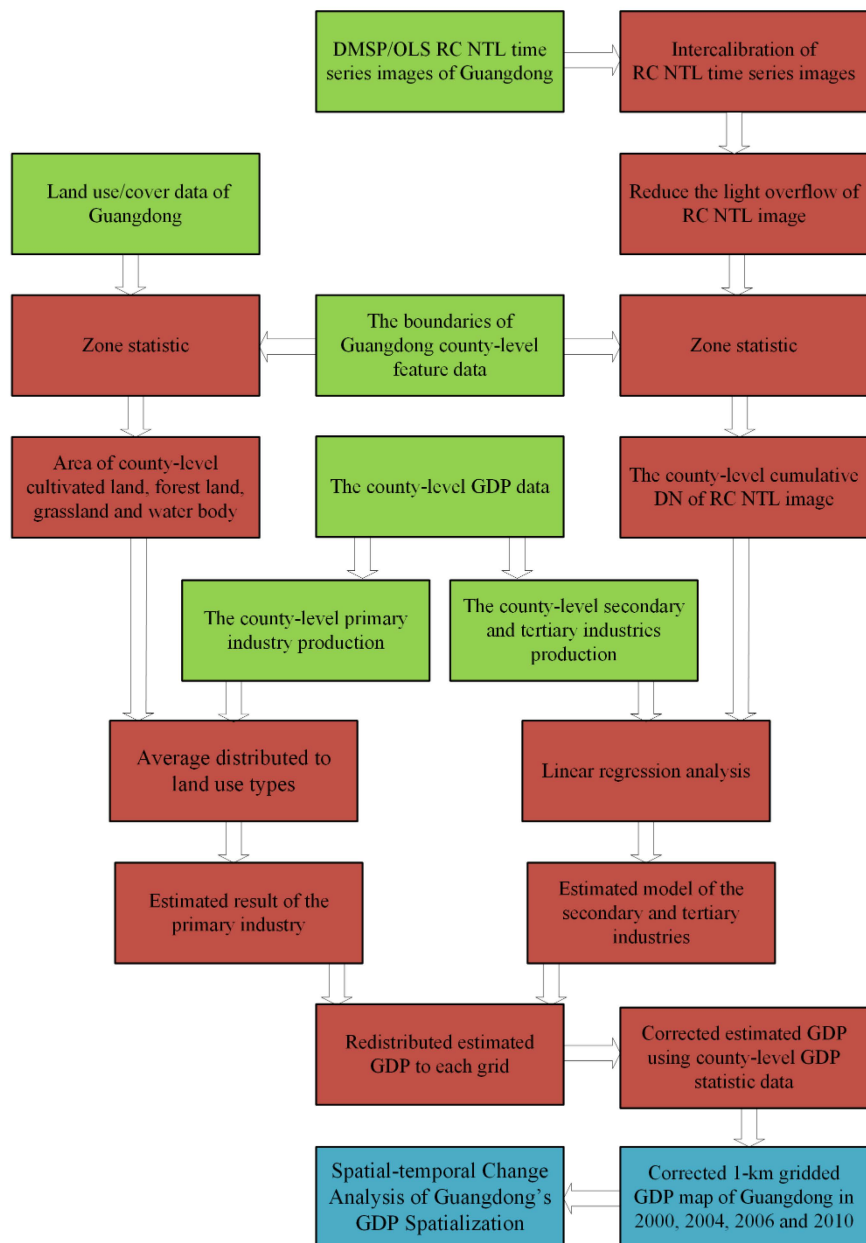 DMSP/OLS RC NTL time
series images of Guangdong
Intercalibration of
RC NTL time series images
Land use/cover data of
Guangdong
Reduce the light overflow of
RC NTL image
Zone statistic
The boundaries of
Guangdong county-level
feature data
Zone statistic
Area of county-level
cultivated land, forest land,
grassland and water body
The county-level GDP data
The county-level cumulative
DN of RC NTL image
The county-level primary
industry production
The county-level secondary
and tertiary industries
production
Average distributed to
land use types
Linear regression analysis
Estimated result of the
primary industry
Estimated model of the
secondary and tertiary
industries
Redistributed estimated
GDP to each grid
Corrected estimated GDP
using county-level GDP
statistic data
Spatial-temporal Change
Analysis of Guangdong's
GDP Spatialization
Corrected 1-km gridded
GDP map of Guangdong in
2000, 2004, 2006 and 2010